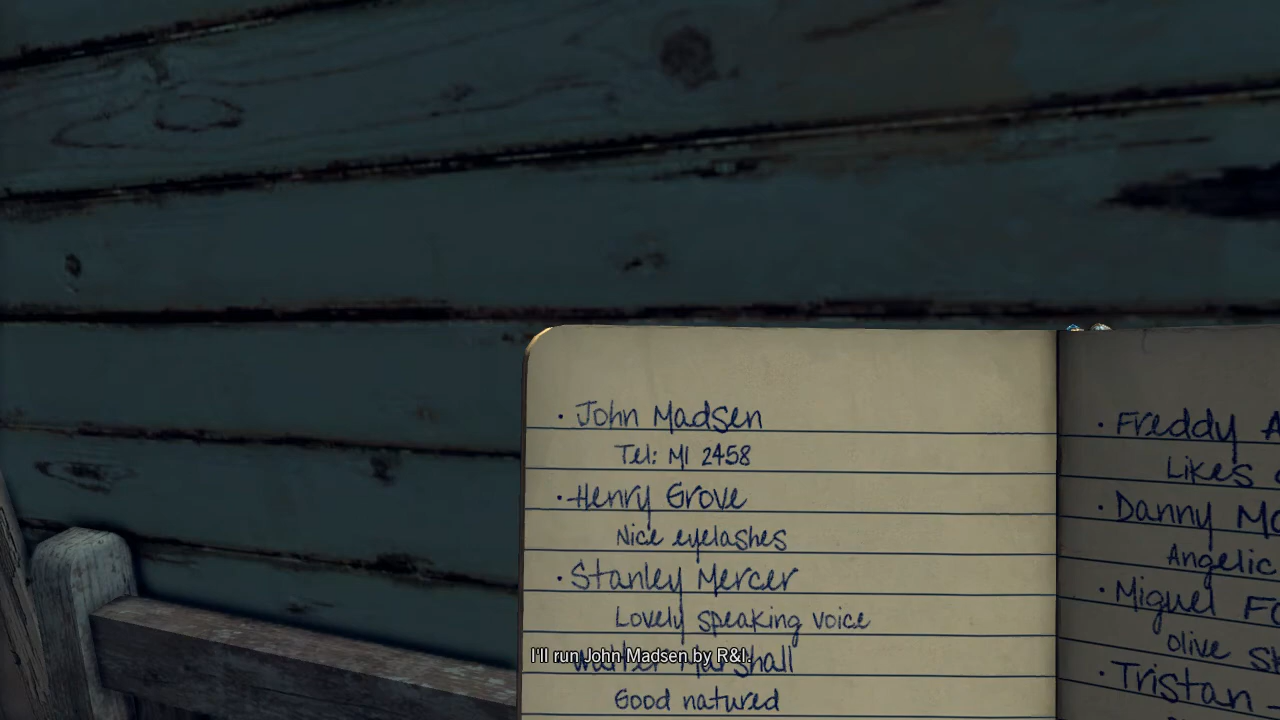 · John Madsen
Tel: MI 2458
· Henry Grove
Nice eyelashes
· Stanley Mercer
Lovely speaking voice
Marshall
Good natured
I'll run John Madsen by R&I.
· Freddy
Likes
· Danny
Angelic
· Miguel
olive
· Tristan